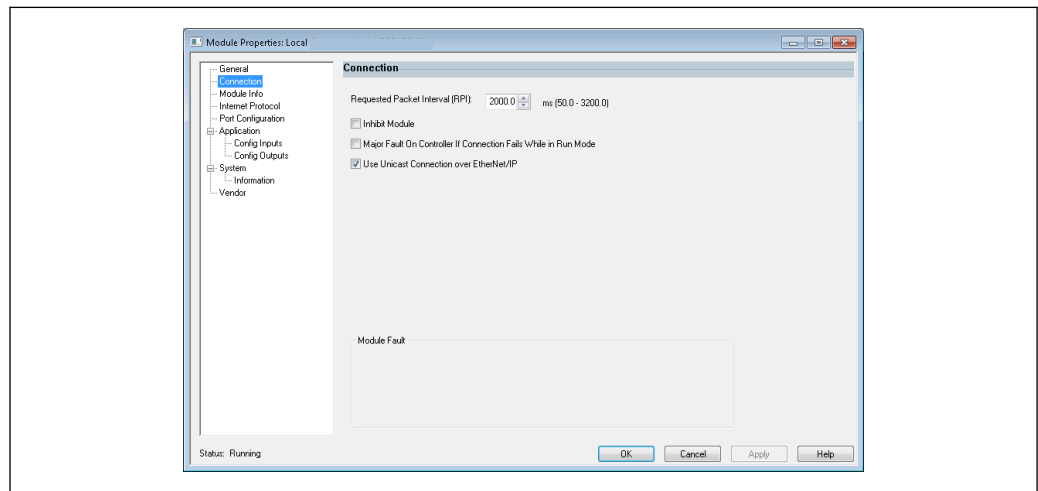 Module Properties: Local
General
Connection
Module Info
Internet Protocol
Port Configuration
Application
Config Inputs
Config Outputs
System
Information
Vendor
Connection
Requested Packet Interval (RPI): 2000.0 ms (50.0 - 3200.0)
Inhibit Module
Major Fault On Controller If Connection Fails While in Run Mode
Use Unicast Connection over EtherNet/IP
Module Fault
Status: Running
OK Cancel Apply Help